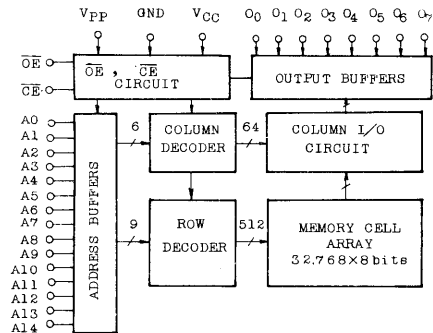 VPP GND VCC O0 O1 O2 O3 O4 O5 O6 O7
OE
CE
OE , CE
CIRCUIT
OUTPUT BUFFERS
A0
A1
A2
A3
A4
A5
A6
A7
A8
A9
A10
A11
A12
A13
A14
ADDRESS BUFFERS
6
COLUMN
DECODER
64
COLUMN I/O
CIRCUIT
9
ROW
DECODER
512
MEMORY CELL
ARRAY
32,768×8bits